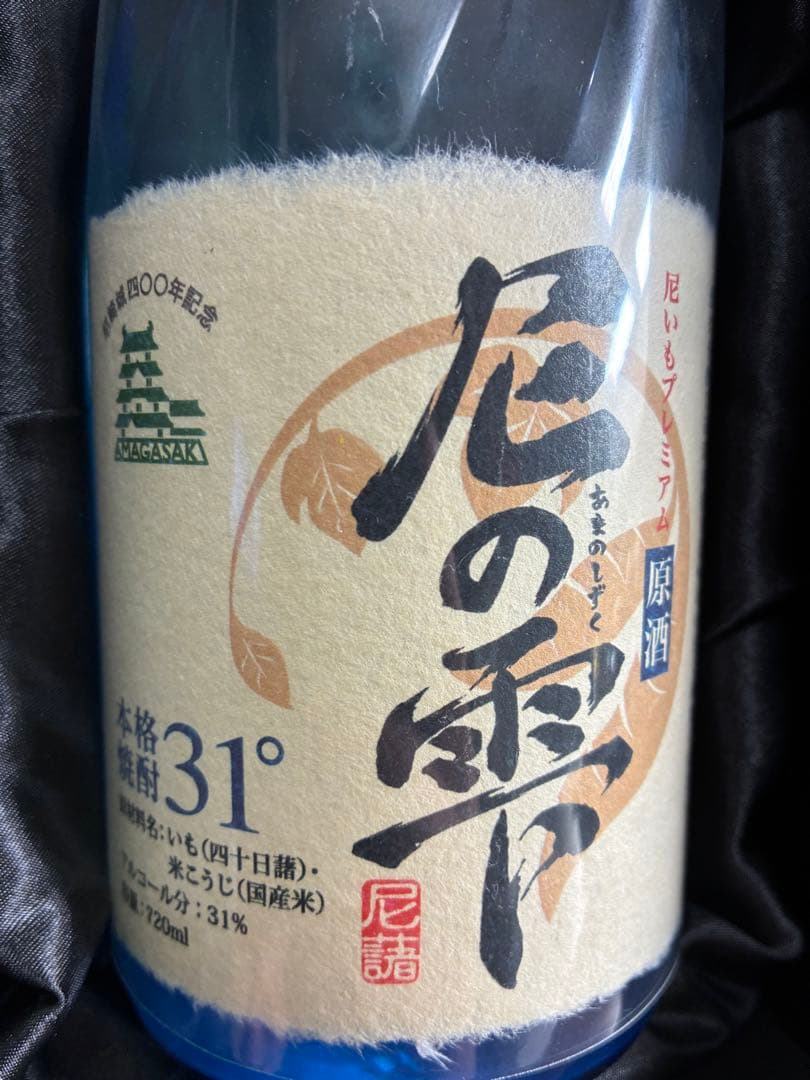 尼いもプレミアム
原酒
尼の雫
あまのしずく
尼崎城四〇〇年記念
AMAGASAKI
本格
焼酎
31°
原材料名:いも(四十日藷)・
米こうじ(国産米)
アルコール分:31%
容量:720ml
尼藷